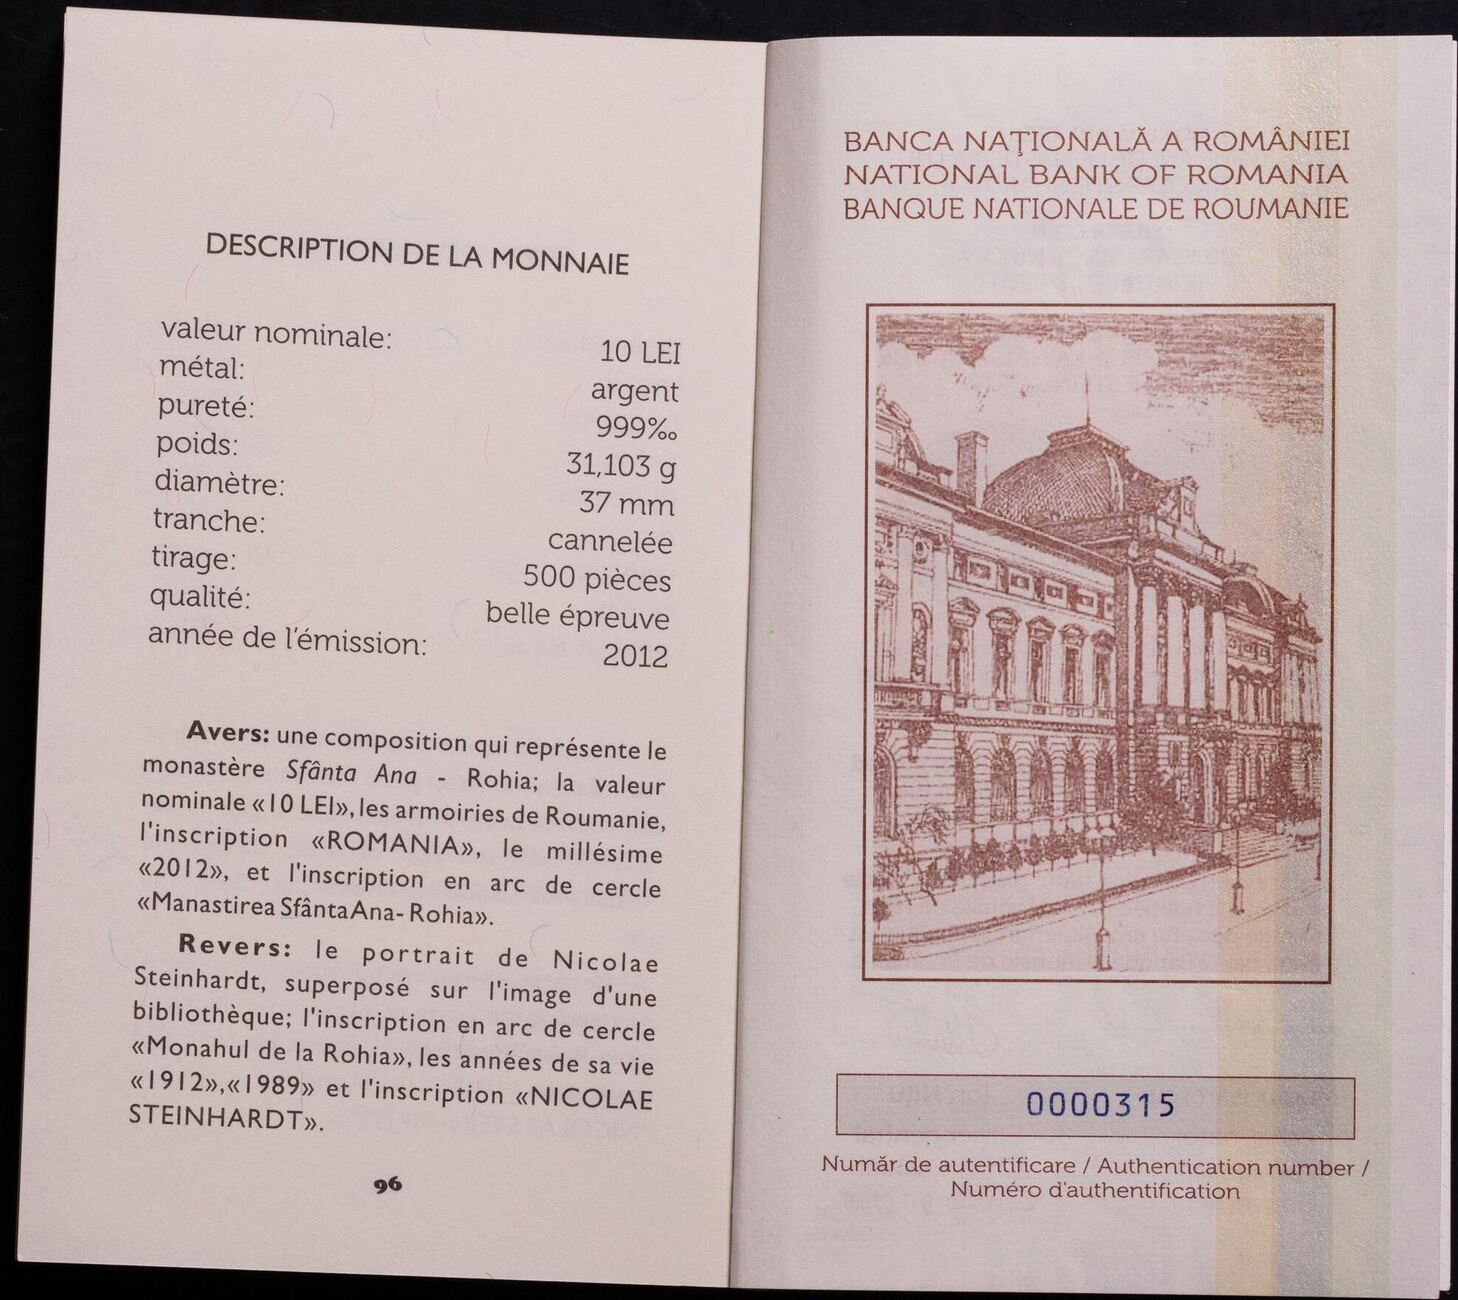 DESCRIPTION DE LA MONNAIE
valeur nominale: 10 LEI
métal: argent
pureté: 999‰
poids: 31,103 g
diamètre: 37 mm
tranche: cannelée
tirage: 500 pièces
qualité: belle épreuve
année de l'émission: 2012
Avers: une composition qui représente le
monastère Sfânta Ana - Rohia; la valeur
nominale «10 LEI», les armoiries de Roumanie,
l'inscription «ROMANIA», le millésime
«2012», et l'inscription en arc de cercle
«Manastirea Sfânta Ana- Rohia».
Revers: le portrait de Nicolae
Steinhardt, superposé sur l'image d'une
bibliothèque; l'inscription en arc de cercle
«Monahul de la Rohia», les années de sa vie
«1912»,«1989» et l'inscription «NICOLAE
STEINHARDT».
96
BANCA NAŢIONALĂ A ROMÂNIEI
NATIONAL BANK OF ROMANIA
BANQUE NATIONALE DE ROUMANIE
0000315
Număr de autentificare / Authentication number /
Numéro d'authentification